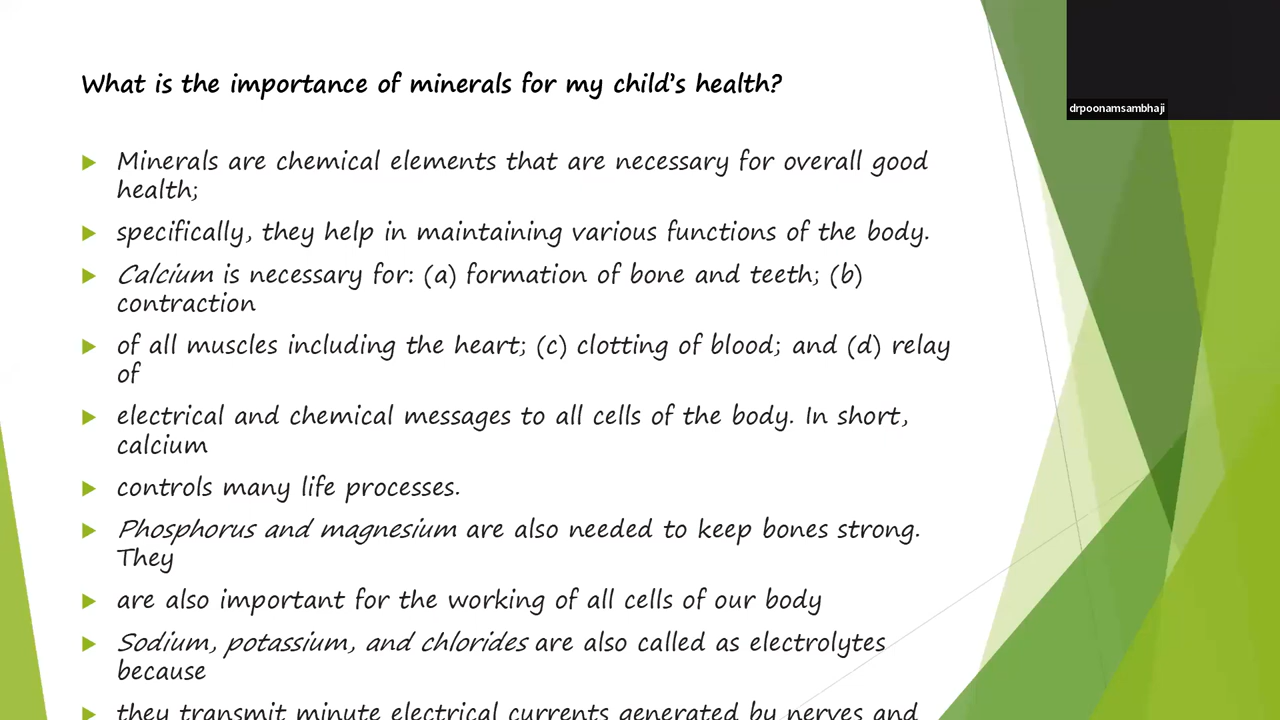 drpoonamsambhaji
What is the importance of minerals for my child's health?
Minerals are chemical elements that are necessary for overall good
health;
specifically, they help in maintaining various functions of the body.
Calcium is necessary for: (a) formation of bone and teeth; (b)
contraction
of all muscles including the heart; (c) clotting of blood; and (d) relay
of
electrical and chemical messages to all cells of the body. In short,
calcium
controls many life processes.
Phosphorus and magnesium are also needed to keep bones strong.
They
are also important for the working of all cells of our body
Sodium, potassium, and chlorides are also called as electrolytes
because
they transmit minute electrical currents generated by nerves and